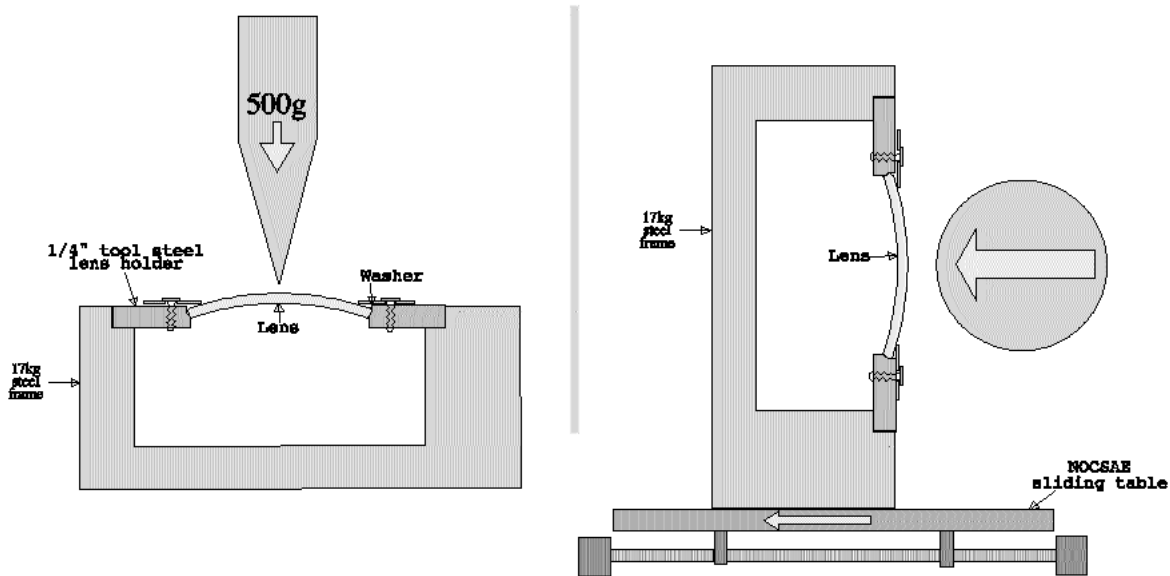 500g
1/4" tool steel
lens holder
Washer
Lens
17kg
steel
frame
17kg
steel
frame
Lens
NOCSAE
sliding table